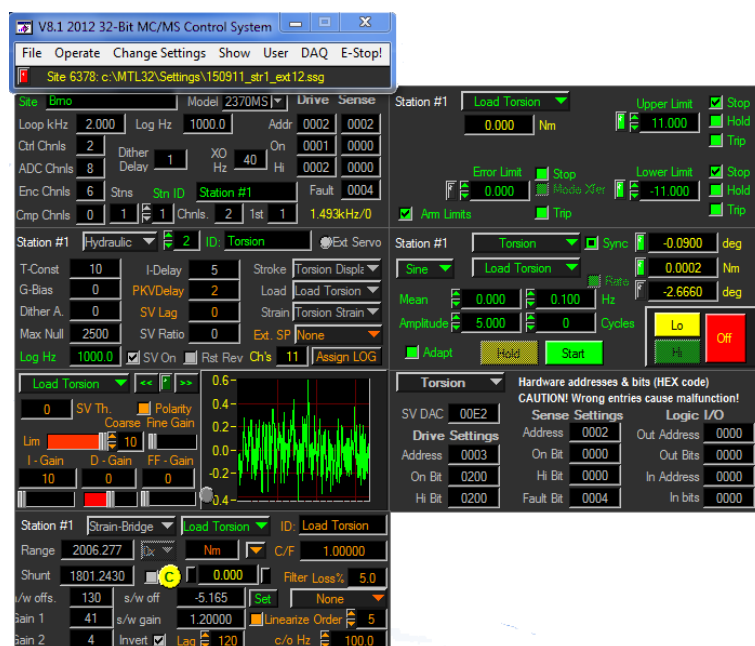 V8.1 2012 32-Bit MC/MS Control System
File Operate Change Settings Show User DAQ E-Stop!
Site 6378: c:\MTL32\Settings\150911_str1_ext12.ssg
Site Brno Model 2370MS Drive Sense
Loop kHz 2.000 Log Hz 1000.0 Addr 0002 0002
Ctrl Chnls 2 Dither Delay 1 XO Hz 40 On 0001 0000
ADC Chnls 8 Hi 0002 0000
Enc Chnls 6 Stns Stn ID Station #1 Fault 0004
Cmp Chnls 0 1 1 Chnls. 2 1st 1 1.493kHz/0
Station #1 Load Torsion Upper Limit Stop
0.000 Nm 11.000 Hold
Trip
Error Limit Stop Lower Limit Stop
0.000 Mode Xfer -11.000 Hold
Arm Limits Trip Trip
Station #1 Hydraulic 2 ID: Torsion Ext Servo
T-Const 10 I-Delay 5 Stroke Torsion Displa
G-Bias 0 PKVDelay 2 Load Load Torsion
Dither A. 0 SV Lag 0 Strain Torsion Strain
Max Null 2500 SV Ratio 0 Ext. SP None
Log Hz 1000.0 SV On Rst Rev Ch's 11 Assign LOG
Station #1 Torsion Sync -0.0900 deg
Sine Load Torsion 0.0002 Nm
Rate -2.6660 deg
Mean 0.000 0.100 Hz
Amplitude 5.000 0 Cycles Lo Off
Adapt Hold Start Hi
Load Torsion << >>
0 SV Th. Polarity
Coarse Fine Gain
Lim 10
I - Gain D - Gain FF - Gain
10 0 0
0.6
0.4
0.2
0.0
-0.2
-0.4
Torsion Hardware addresses & bits (HEX code)
CAUTION! Wrong entries cause malfunction!
SV DAC 00E2 Sense Settings Logic I/O
Drive Settings Address 0002 Out Address 0000
Address 0003 On Bit 0000 Out Bits 0000
On Bit 0200 Hi Bit 0000 In Address 0000
Hi Bit 0200 Fault Bit 0004 In bits 0000
Station #1 Strain-Bridge Load Torsion ID: Load Torsion
Range 2006.277 Nm C/F 1.00000
Shunt 1801.2430 C 0.000 Filter Loss% 5.0
/w offs. 130 s/w off -5.165 Set None
Gain 1 41 s/w gain 1.20000 Linearize Order 5
Gain 2 4 Invert Lag 120 c/o Hz 100.0